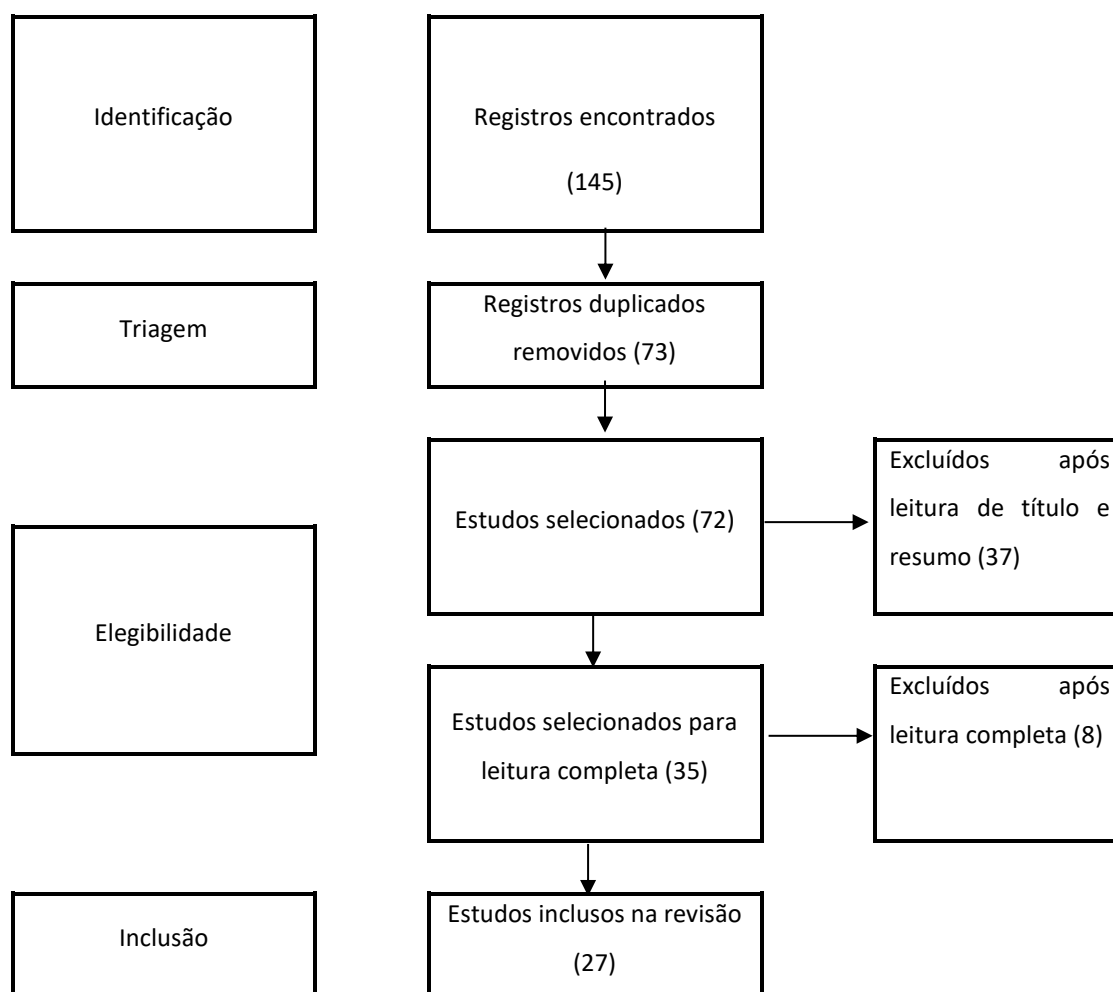 Identificação
Registros encontrados
(145)
Triagem
Registros duplicados
removidos (73)
Elegibilidade
Estudos selecionados (72)
Excluídos após
leitura de título e
resumo (37)
Estudos selecionados para
leitura completa (35)
Excluídos após
leitura completa (8)
Inclusão
Estudos inclusos na revisão
(27)